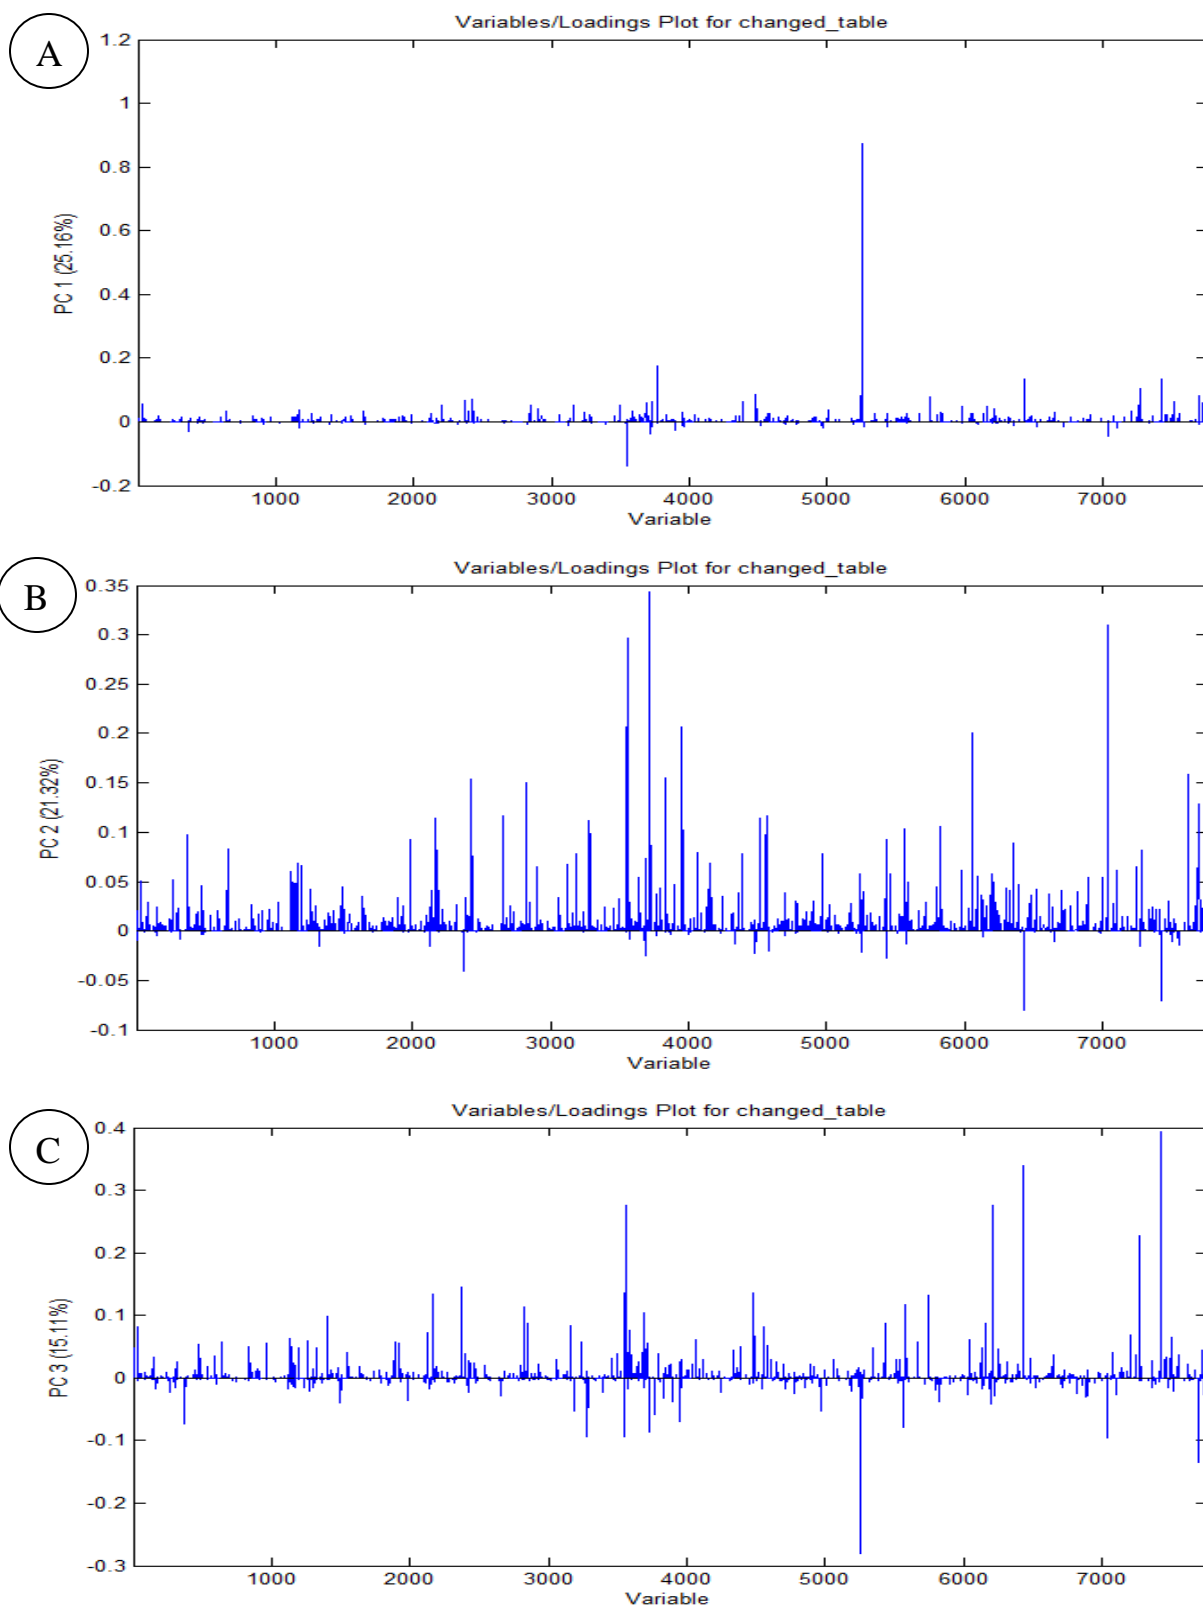 A
Variables/Loadings Plot for changed_table
1.2
1
0.8
0.6
0.4
0.2
0
-0.2
PC 1 (25.16%)
1000 2000 3000 4000 5000 6000 7000
Variable
B
Variables/Loadings Plot for changed_table
0.35
0.3
0.25
0.2
0.15
0.1
0.05
0
-0.05
-0.1
PC 2 (21.32%)
1000 2000 3000 4000 5000 6000 7000
Variable
C
Variables/Loadings Plot for changed_table
0.4
0.3
0.2
0.1
0
-0.1
-0.2
-0.3
PC 3 (15.11%)
1000 2000 3000 4000 5000 6000 7000
Variable